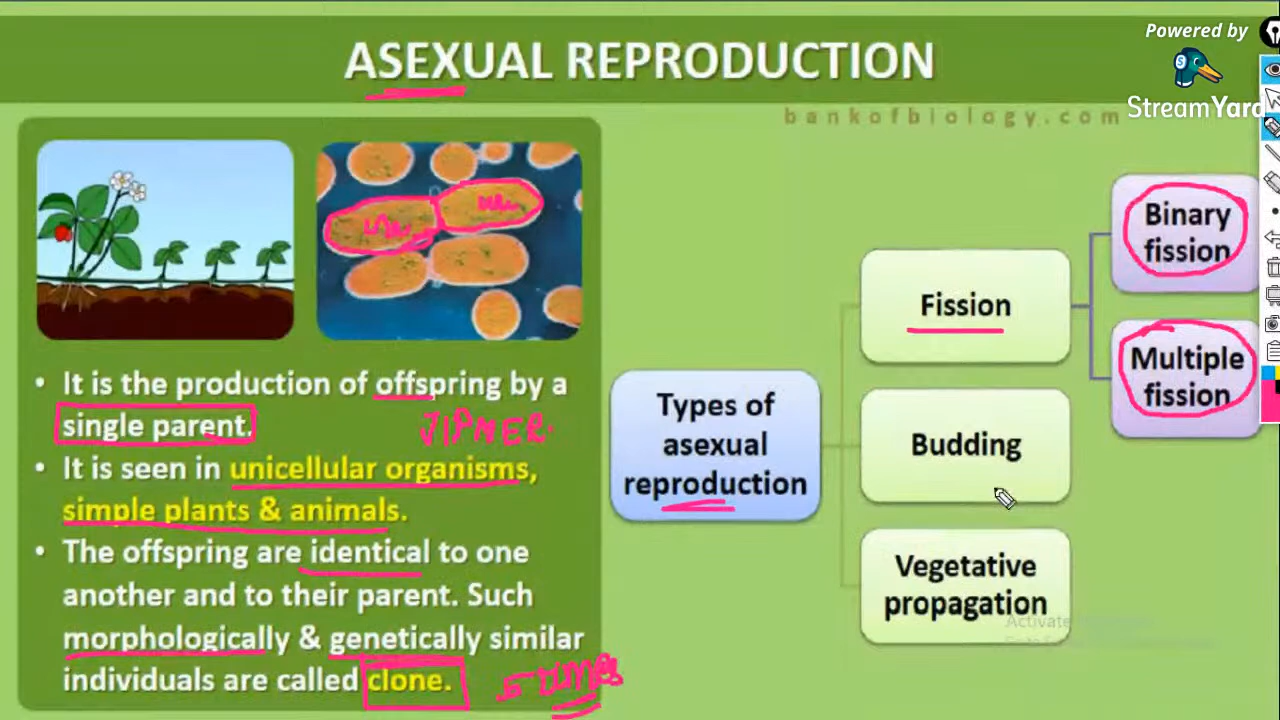 Powered by
StreamYard
ASEXUAL REPRODUCTION
bankofbiology.com
• It is the production of offspring by a
single parent.
JIPMER
• It is seen in unicellular organisms,
simple plants & animals.
• The offspring are identical to one
another and to their parent. Such
morphologically & genetically similar
individuals are called clone.
Types of
asexual
reproduction
Fission
Budding
Vegetative
propagation
Binary
fission
Multiple
fission
Activate